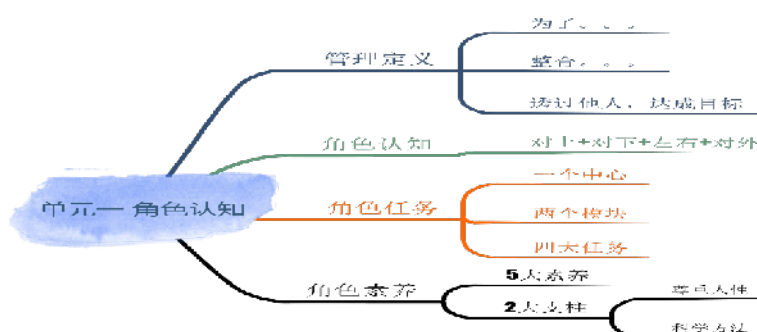 为了。。。
管理定义
整合。。。
透过他人，达成目标
角色认知
对上+对下+左右+对外
一个中心
单元一 角色认知
角色任务
两个模块
四大任务
5大素养
角色素养
2大支柱
尊重人性
科学方法